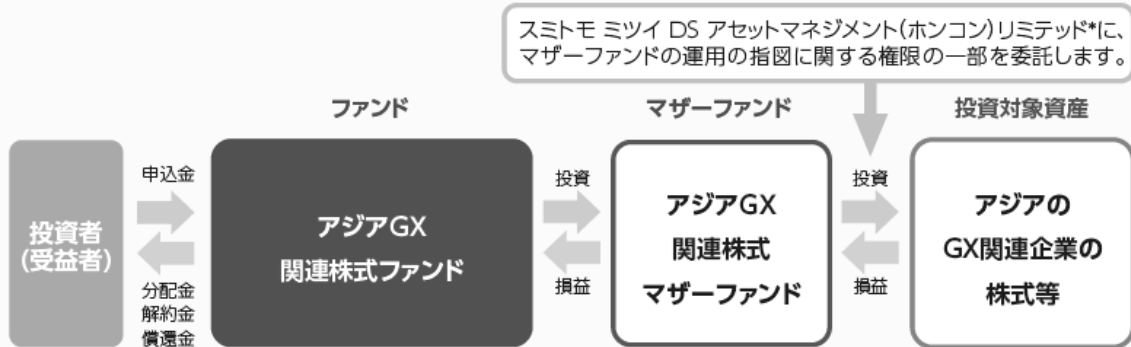 スミトモ ミツイ DS アセットマネジメント(ホンコン)リミテッド*に、
マザーファンドの運用の指図に関する権限の一部を委託します。
ファンド
マザーファンド
投資対象資産
投資者
(受益者)
申込金
分配金
解約金
償還金
アジアGX
関連株式ファンド
投資
損益
アジアGX
関連株式
マザーファンド
投資
損益
アジアの
GX関連企業の
株式等